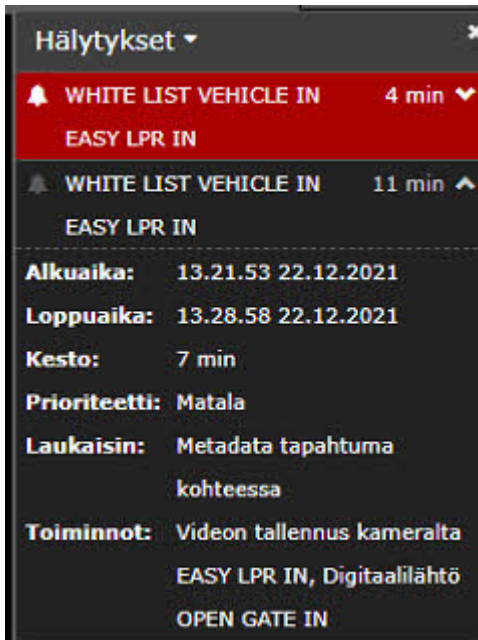 Hälytykset
WHITE LIST VEHICLE IN 4 min
EASY LPR IN
WHITE LIST VEHICLE IN 11 min
EASY LPR IN
Alkuaika: 13.21.53 22.12.2021
Loppuaika: 13.28.58 22.12.2021
Kesto: 7 min
Prioriteetti: Matala
Laukaisin: Metadata tapahtuma
kohteessa
Toiminnot: Videon tallennus kameralta
EASY LPR IN, Digitaalilähtö
OPEN GATE IN